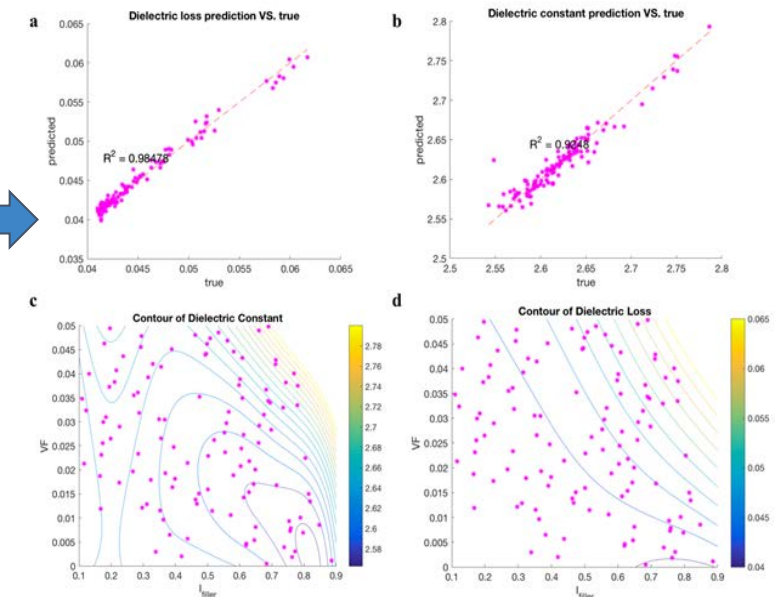 a
Dielectric loss prediction VS. true
0.065
0.06
0.055
0.05
0.045
0.04
0.035
predicted
R² = 0.98478
0.04 0.045 0.05 0.055 0.06 0.065
true
b
Dielectric constant prediction VS. true
2.8
2.75
2.7
2.65
2.6
2.55
2.5
predicted
R² = 0.9248
2.5 2.55 2.6 2.65 2.7 2.75 2.8
true
c
Contour of Dielectric Constant
0.05
0.045
0.04
0.035
0.03
0.025
0.02
0.015
0.01
0.005
0
VF
0.1 0.2 0.3 0.4 0.5 0.6 0.7 0.8 0.9
I_filler
2.78
2.76
2.74
2.72
2.7
2.68
2.66
2.64
2.62
2.6
2.58
d
Contour of Dielectric Loss
0.05
0.045
0.04
0.035
0.03
0.025
0.02
0.015
0.01
0.005
0
VF
0.1 0.2 0.3 0.4 0.5 0.6 0.7 0.8 0.9
I_filler
0.065
0.06
0.055
0.05
0.045
0.04